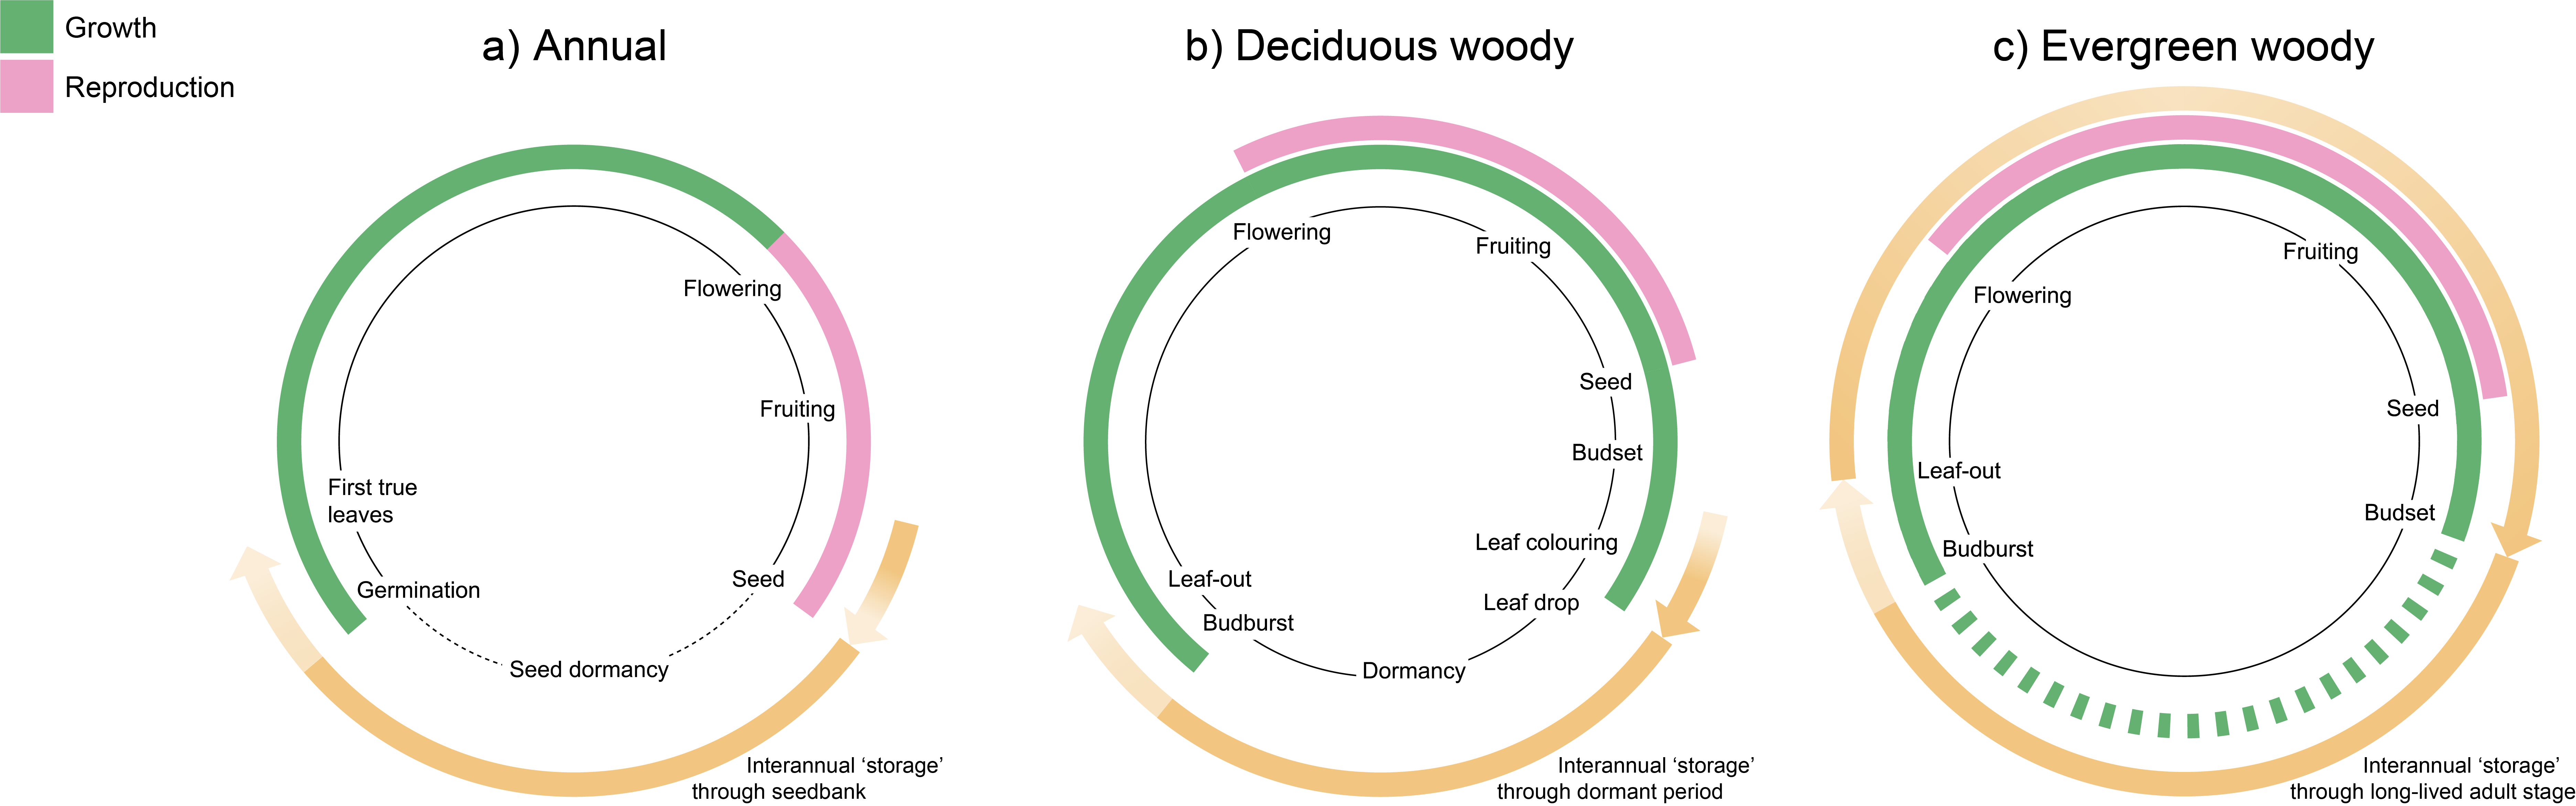 Growth
Reproduction
a) Annual
Flowering
Fruiting
First true
leaves
Germination
Seed
Seed dormancy
Interannual ‘storage’
through seedbank
b) Deciduous woody
Flowering
Fruiting
Seed
Budset
Leaf colouring
Leaf-out
Leaf drop
Budburst
Dormancy
Interannual ‘storage’
through dormant period
c) Evergreen woody
Fruiting
Flowering
Seed
Leaf-out
Budset
Budburst
Interannual ‘storage’
through long-lived adult stage